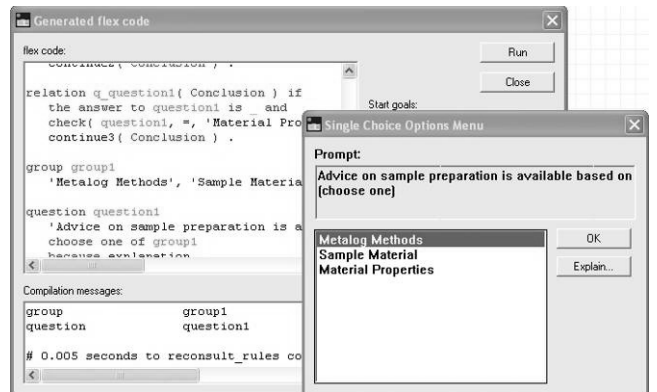 Generated flex code
flex code:
continue2( Conclusion ) .
relation q_question1( Conclusion ) if
the answer to question1 is _ and
check( question1, =, 'Material Pro
continue3( Conclusion ) .
group group1
'Metalog Methods', 'Sample Materia
question question1
'Advice on sample preparation is a
choose one of group1
because explanation
Compilation messages:
group group1
question question1
# 0.005 seconds to reconsult_rules co
Run
Close
Start goals:
Single Choice Options Menu
Prompt:
Advice on sample preparation is available based on
(choose one)
Metalog Methods
Sample Material
Material Properties
OK
Explain...